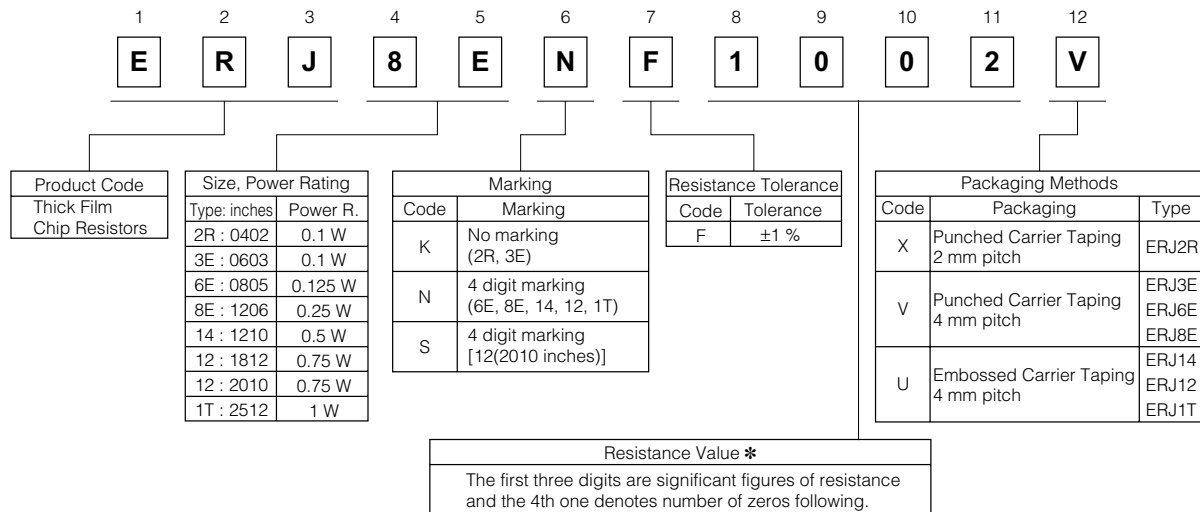 1 2 3 4 5 6 7 8 9 10 11 12
E R J 8 E N F 1 0 0 2 V
Product Code
Thick Film
Chip Resistors
Size, Power Rating
Type: inches Power R.
2R : 0402 0.1 W
3E : 0603 0.1 W
6E : 0805 0.125 W
8E : 1206 0.25 W
14 : 1210 0.5 W
12 : 1812 0.75 W
12 : 2010 0.75 W
1T : 2512 1 W
Marking
Code Marking
K No marking
(2R, 3E)
N 4 digit marking
(6E, 8E, 14, 12, 1T)
S 4 digit marking
[12(2010 inches)]
Resistance Tolerance
Code Tolerance
F ±1 %
Packaging Methods
Code Packaging Type
X Punched Carrier Taping
2 mm pitch
ERJ2R
V Punched Carrier Taping
4 mm pitch
ERJ3E
ERJ6E
ERJ8E
U Embossed Carrier Taping
4 mm pitch
ERJ14
ERJ12
ERJ1T
Resistance Value ✽
The first three digits are significant figures of resistance
and the 4th one denotes number of zeros following.